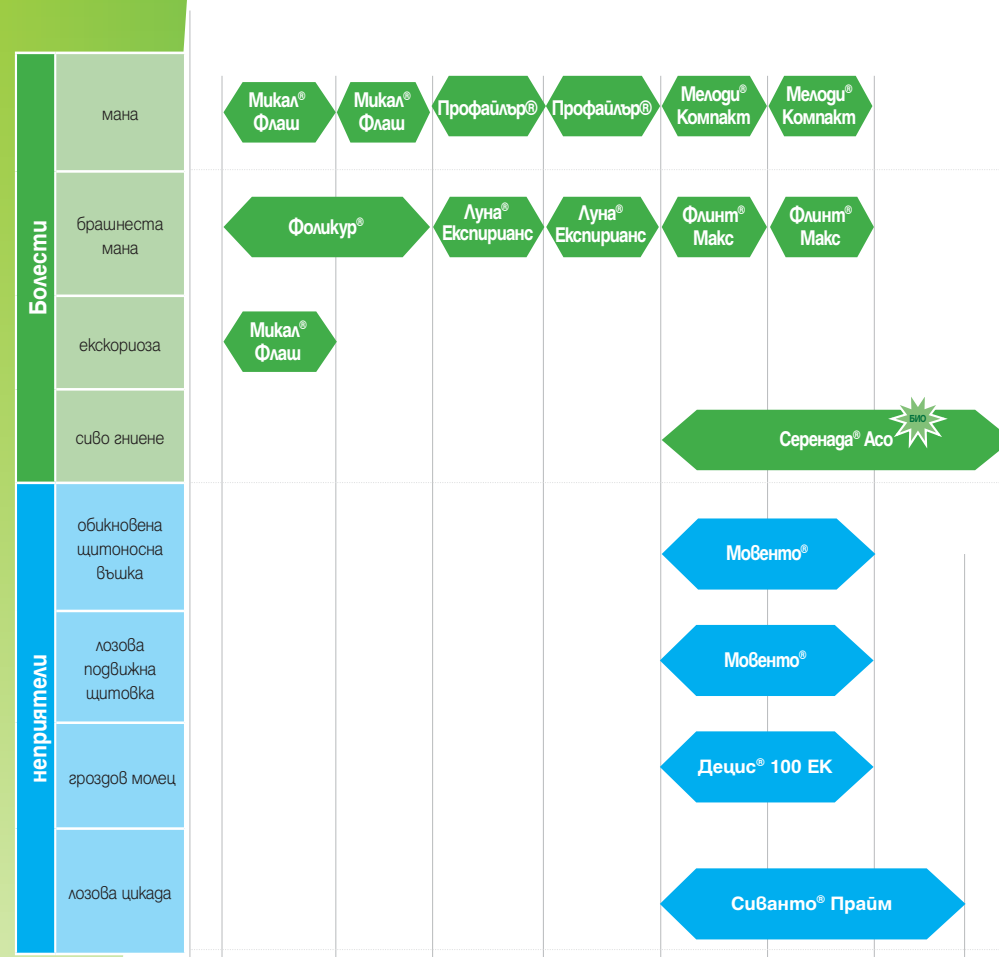 Болести
мана
Микал®
Флаш
Микал®
Флаш
Профайлър®
Профайлър®
Мелоди®
Компакт
Мелоди®
Компакт
брашнеста
мана
Фоликур®
Луна®
Експирианс
Луна®
Експирианс
Флинт®
Макс
Флинт®
Макс
екскориоза
Микал®
Флаш
сиво гниене
Серенада® Асо
БИО
неприятели
обикновена
щитоносна
въшка
Мовенто®
лозова
подвижна
щитовка
Мовенто®
гроздов молец
Децис® 100 ЕК
лозова цикада
Сиванто® Прайм